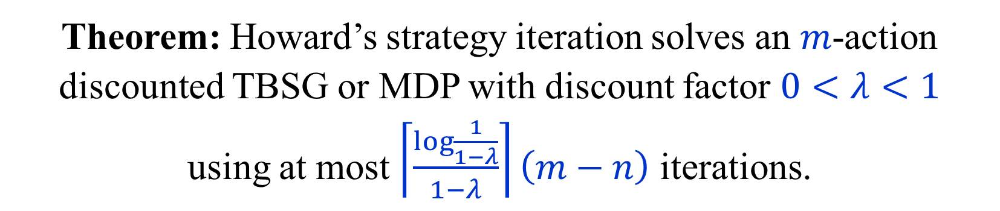 Theorem: Howard's strategy iteration solves an m-action
discounted TBSG or MDP with discount factor 0 < λ < 1
using at most ⌈(log 1/(1−λ))/(1−λ)⌉ (m − n) iterations.